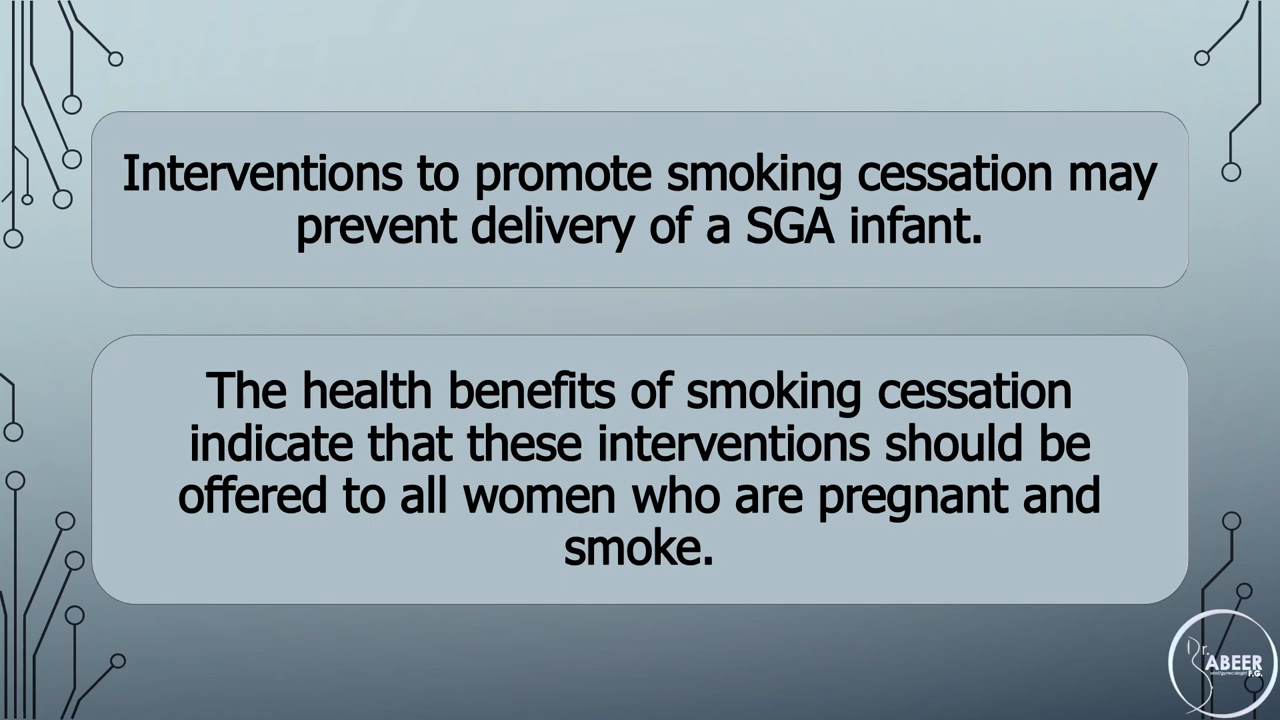 Interventions to promote smoking cessation may
prevent delivery of a SGA infant.
The health benefits of smoking cessation
indicate that these interventions should be
offered to all women who are pregnant and
smoke.
Dr.
ABEER
F.G.